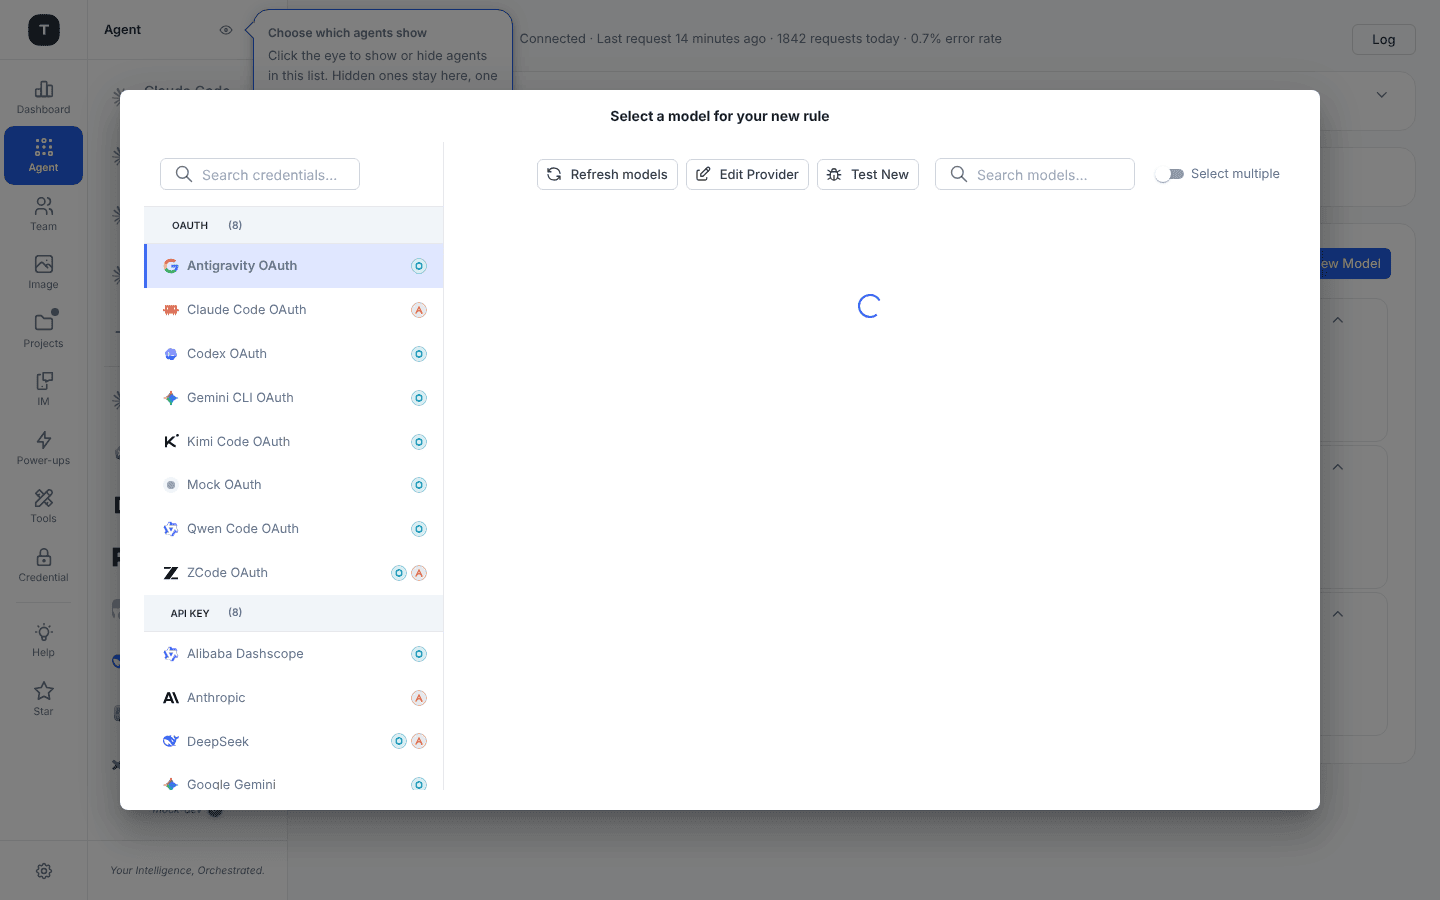 T
Agent
Choose which agents show
Click the eye to show or hide agents
in this list. Hidden ones stay here, one
Connected · Last request 14 minutes ago · 1842 requests today · 0.7% error rate
Log
Claude Code
Dashboard
Agent
Team
Image
Projects
IM
Power-ups
Tools
Credential
Help
Star
Select a model for your new rule
Search credentials...
Refresh models
Edit Provider
Test New
Search models...
Select multiple
OAUTH (8)
Antigravity OAuth
Claude Code OAuth
Codex OAuth
Gemini CLI OAuth
Kimi Code OAuth
Mock OAuth
Qwen Code OAuth
ZCode OAuth
API KEY (8)
Alibaba Dashscope
Anthropic
DeepSeek
Google Gemini
ew Model
mock-dev
Your Intelligence, Orchestrated.